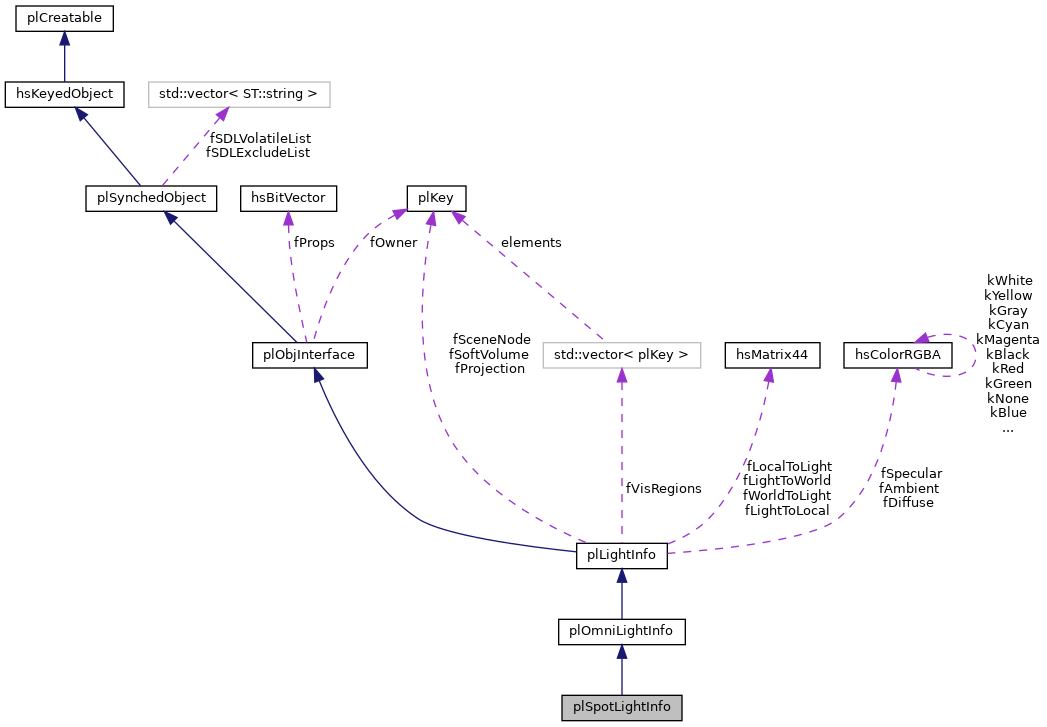 plCreatable
hsKeyedObject
std::vector< ST::string >
fSDLVolatileList
fSDLExcludeList
plSynchedObject
hsBitVector
plKey
fProps
fOwner
elements
kWhite
kYellow
kGray
kCyan
kMagenta
kBlack
kRed
kGreen
kNone
kBlue
...
plObjInterface
fSceneNode
fSoftVolume
fProjection
std::vector< plKey >
hsMatrix44
hsColorRGBA
fVisRegions
fLocalToLight
fLightToWorld
fWorldToLight
fLightToLocal
fSpecular
fAmbient
fDiffuse
plLightInfo
plOmniLightInfo
plSpotLightInfo